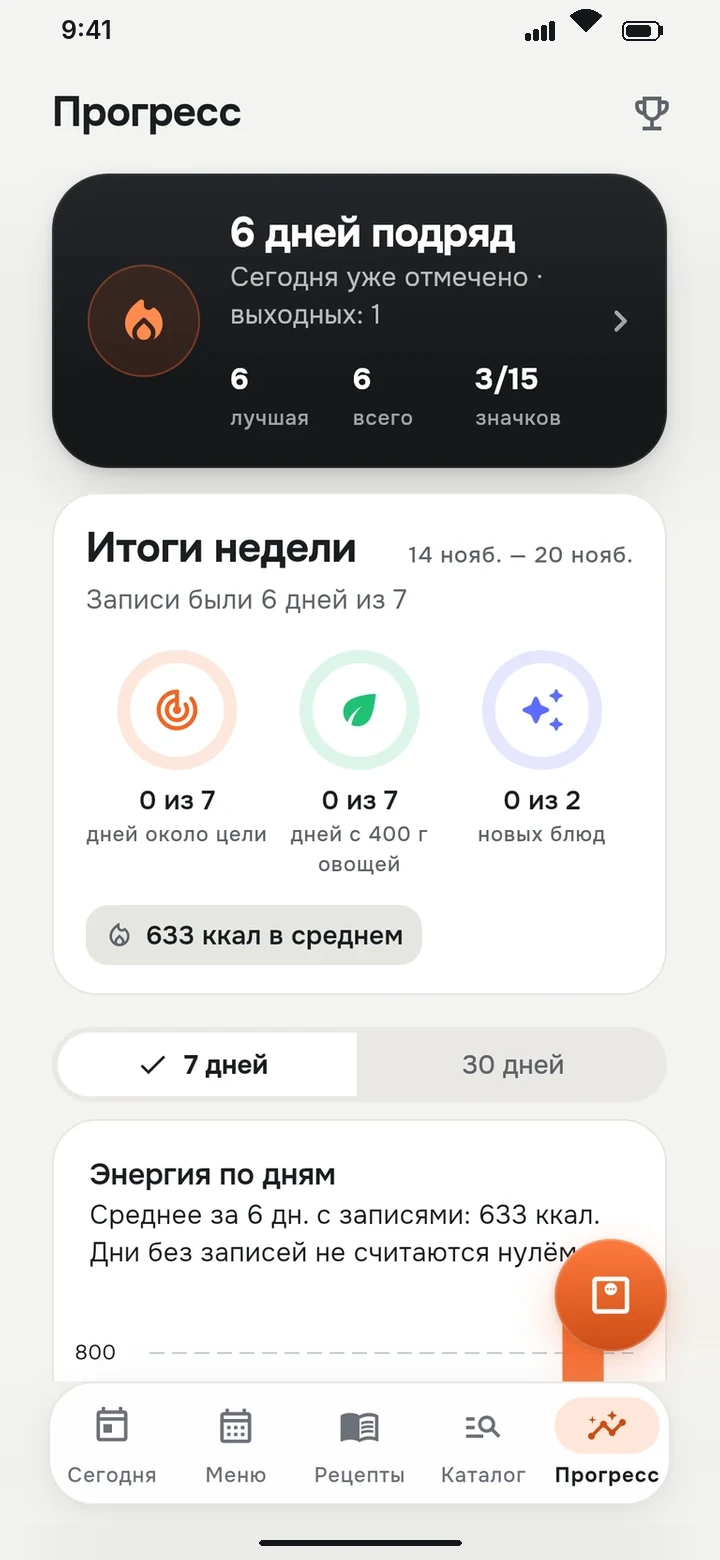 9:41
Прогресс
6 дней подряд
Сегодня уже отмечено ·
выходных: 1
6 6 3/15
лучшая всего значков
Итоги недели 14 нояб. — 20 нояб.
Записи были 6 дней из 7
0 из 7 0 из 7 0 из 2
дней около цели дней с 400 г новых блюд
овощей
633 ккал в среднем
7 дней 30 дней
Энергия по дням
Среднее за 6 дн. с записями: 633 ккал.
Дни без записей не считаются нулём
800
Сегодня Меню Рецепты Каталог Прогресс